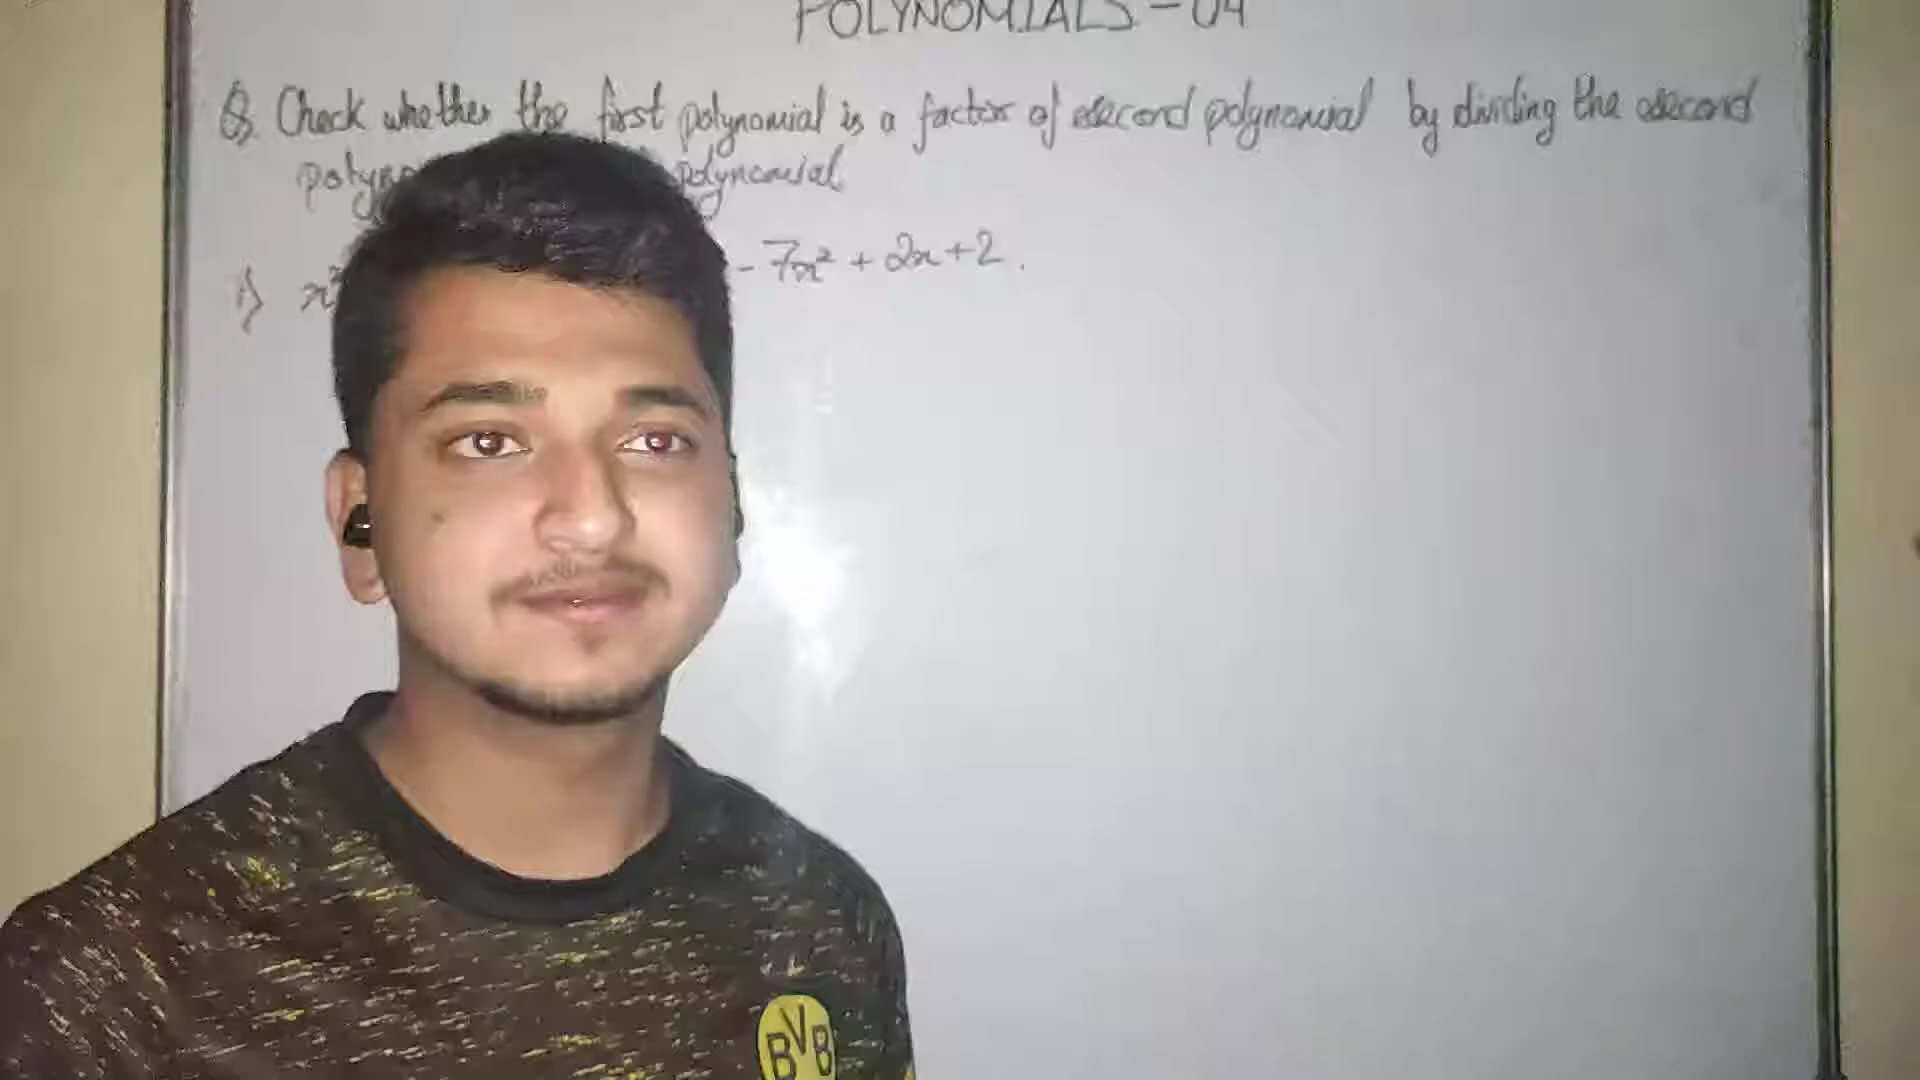 POLYNOMIALS - 04
Q. Check whether the first polynomial is a factor of second polynomial by dividing the second
polynomial.
i) x² - 7x² + 2x + 2.
BVB